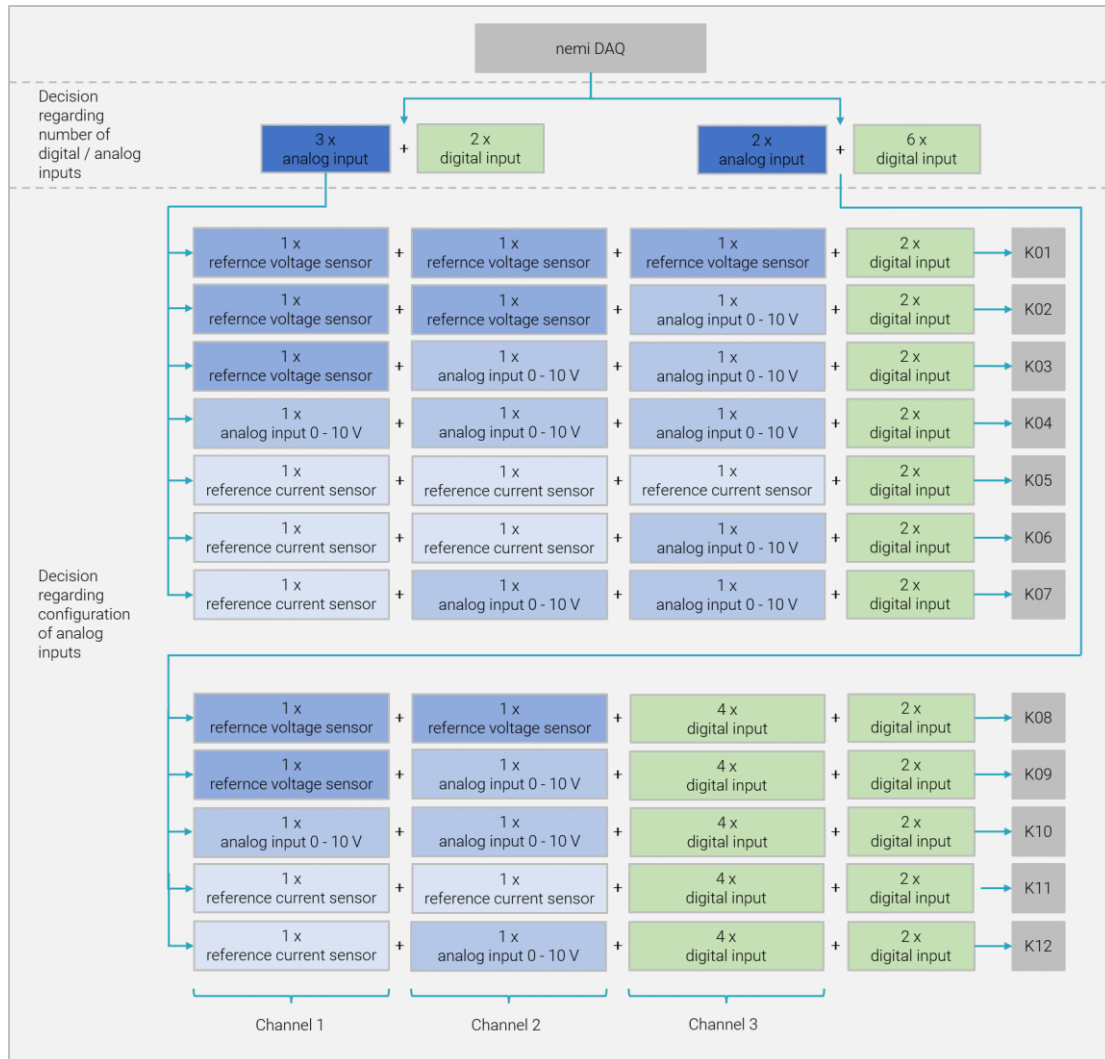 nemi DAQ
Decision
regarding
number of
digital / analog
inputs
3 x
analog input
+
2 x
digital input
2 x
analog input
+
6 x
digital input
1 x
refernce voltage sensor
+
1 x
refernce voltage sensor
+
1 x
refernce voltage sensor
+
2 x
digital input
K01
1 x
refernce voltage sensor
+
1 x
refernce voltage sensor
+
1 x
analog input 0 - 10 V
+
2 x
digital input
K02
1 x
refernce voltage sensor
+
1 x
analog input 0 - 10 V
+
1 x
analog input 0 - 10 V
+
2 x
digital input
K03
1 x
analog input 0 - 10 V
+
1 x
analog input 0 - 10 V
+
1 x
analog input 0 - 10 V
+
2 x
digital input
K04
1 x
reference current sensor
+
1 x
reference current sensor
+
1 x
reference current sensor
+
2 x
digital input
K05
1 x
reference current sensor
+
1 x
reference current sensor
+
1 x
analog input 0 - 10 V
+
2 x
digital input
K06
1 x
reference current sensor
+
1 x
analog input 0 - 10 V
+
1 x
analog input 0 - 10 V
+
2 x
digital input
K07
Decision
regarding
configuration
of analog
inputs
1 x
refernce voltage sensor
+
1 x
refernce voltage sensor
+
4 x
digital input
+
2 x
digital input
K08
1 x
refernce voltage sensor
+
1 x
analog input 0 - 10 V
+
4 x
digital input
+
2 x
digital input
K09
1 x
analog input 0 - 10 V
+
1 x
analog input 0 - 10 V
+
4 x
digital input
+
2 x
digital input
K10
1 x
reference current sensor
+
1 x
reference current sensor
+
4 x
digital input
+
2 x
digital input
K11
1 x
reference current sensor
+
1 x
analog input 0 - 10 V
+
4 x
digital input
+
2 x
digital input
K12
Channel 1
Channel 2
Channel 3